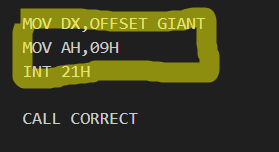 MOV DX,OFFSET GIANT
MOV AH,09H
INT 21H
CALL CORRECT